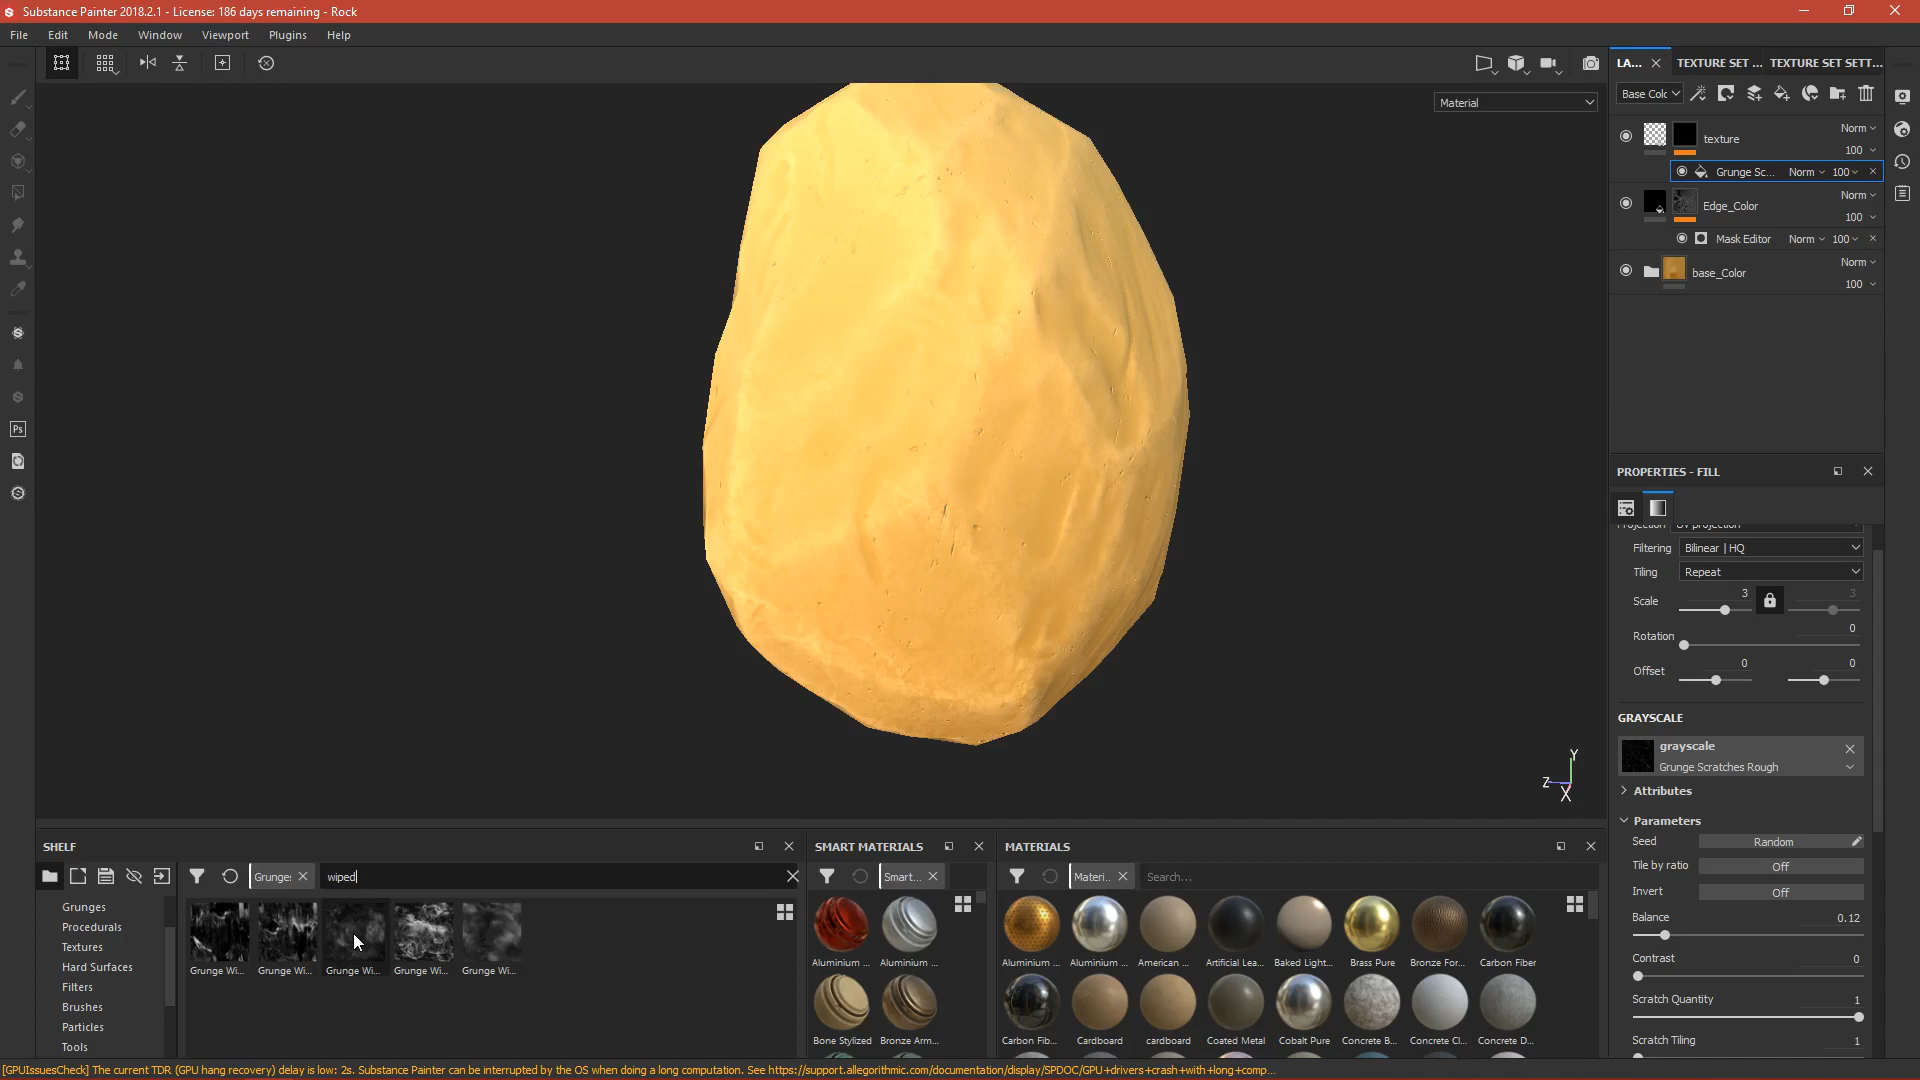 Substance Painter 2018.2.1 - License: 186 days remaining - Rock
File Edit Mode Window Viewport Plugins Help
LA... TEXTURE SET ... TEXTURE SET SETT...
Material
Base Colc
Norm
texture
100
Grunge Sc... Norm 100
Norm
Edge_Color
100
Mask Editor Norm 100
Norm
base_Color
100
Ps
PROPERTIES - FILL
Projection UV projection
Filtering Bilinear | HQ
Tiling Repeat
Scale 3 3
Rotation 0
Offset 0 0
GRAYSCALE
grayscale
Grunge Scratches Rough
Attributes
Parameters
Seed Random
Tile by ratio Off
Invert Off
Balance 0.12
Contrast 0
Scratch Quantity 1
Scratch Tiling 1
Y
Z
X
SHELF
Grunge: wiped
Grunges
Procedurals
Textures
Hard Surfaces
Filters
Brushes
Particles
Tools
Grunge Wi... Grunge Wi... Grunge Wi... Grunge Wi... Grunge Wi...
SMART MATERIALS
Smart...
Aluminium ... Aluminium ...
Bone Stylized Bronze Arm...
MATERIALS
Materi.. Search...
Aluminium ... Aluminium ... American ... Artificial Lea... Baked Light... Brass Pure Bronze For... Carbon Fiber
Carbon Fib... Cardboard cardboard Coated Metal Cobalt Pure Concrete B... Concrete Cl... Concrete D...
[GPUIssuesCheck] The current TDR (GPU hang recovery) delay is low: 2s. Substance Painter can be interrupted by the OS when doing a long computation. See https://support.allegorithmic.com/documentation/display/SPDOC/GPU+drivers+crash+with+long+comp...